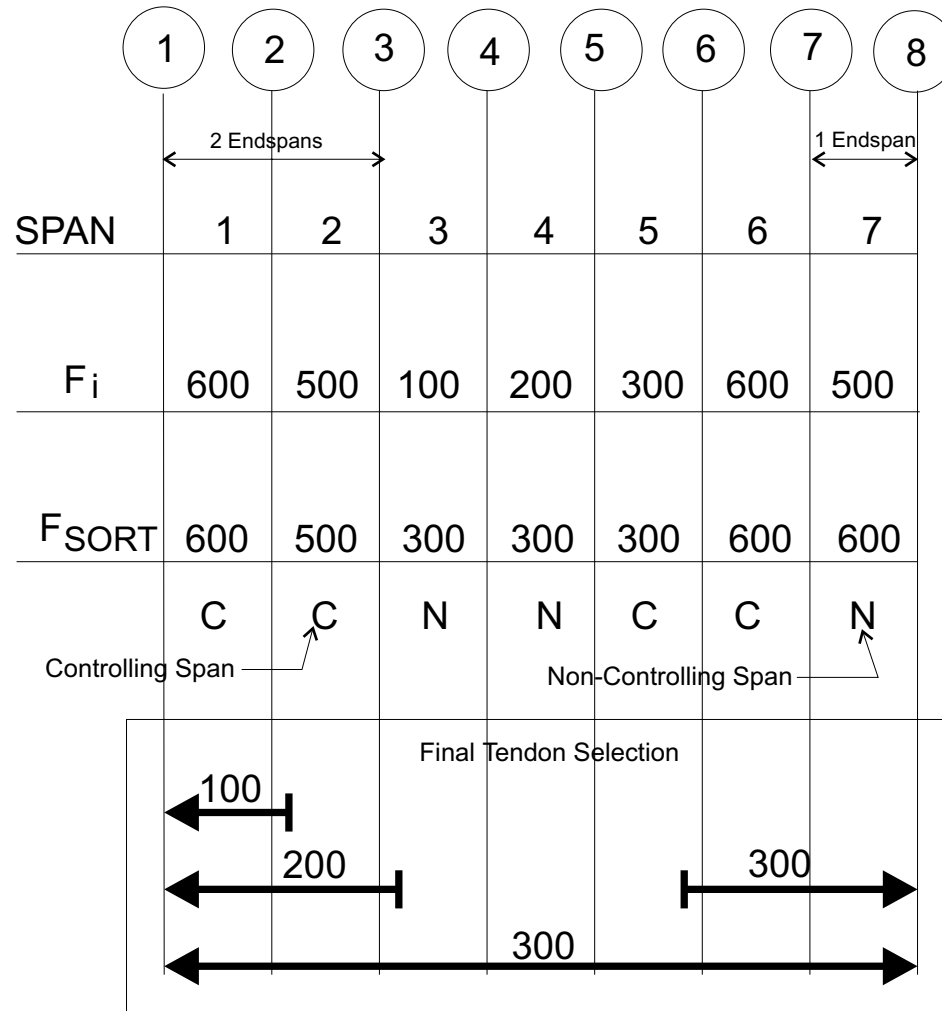 1 2 3 4 5 6 7 8
2 Endspans 1 Endspan
SPAN 1 2 3 4 5 6 7
Fi 600 500 100 200 300 600 500
FSORT 600 500 300 300 300 600 600
C C N N C C N
Controlling Span Non-Controlling Span
Final Tendon Selection
100
200 300
300